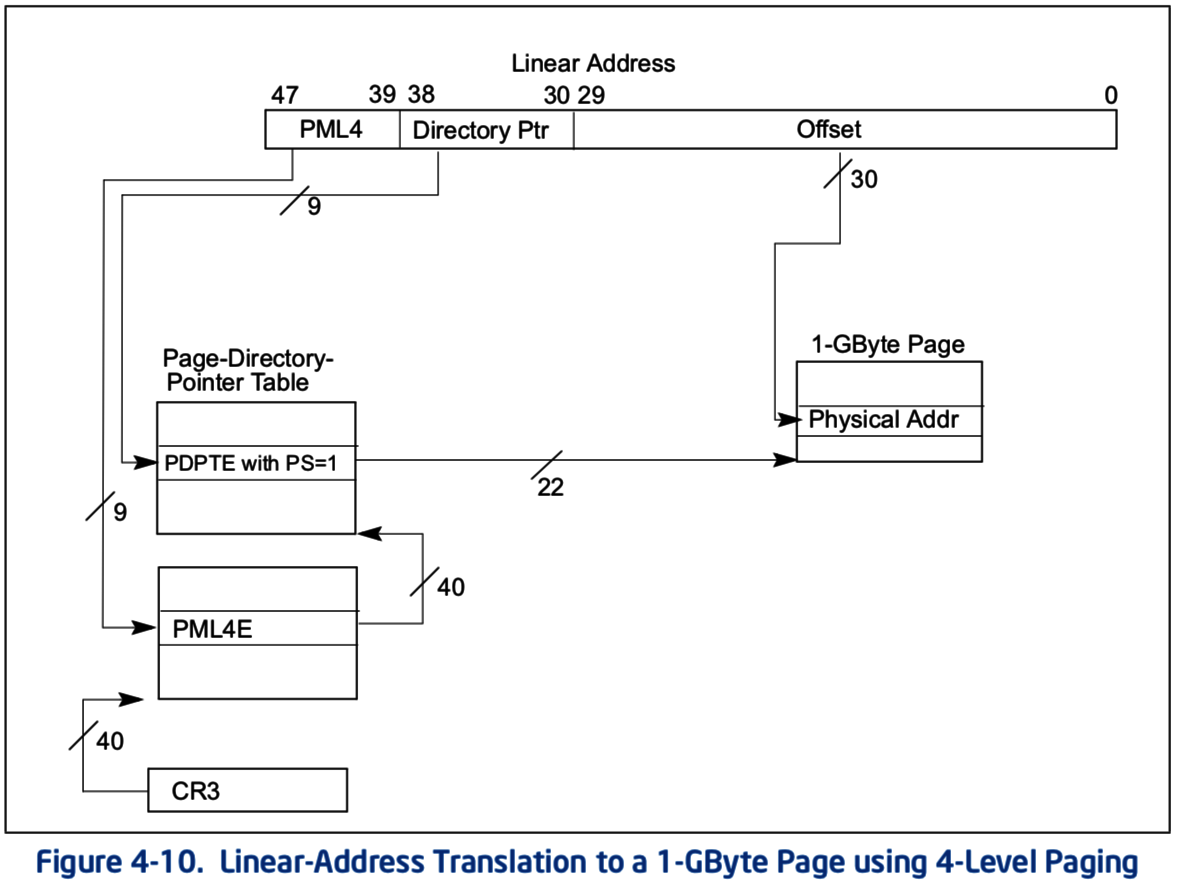 Linear Address
47 39 38 30 29 0
PML4 Directory Ptr Offset
30
9
1-GByte Page
Page-Directory-
Pointer Table
Physical Addr
PDPTE with PS=1
22
9
40
PML4E
40
CR3
Figure 4-10. Linear-Address Translation to a 1-GByte Page using 4-Level Paging